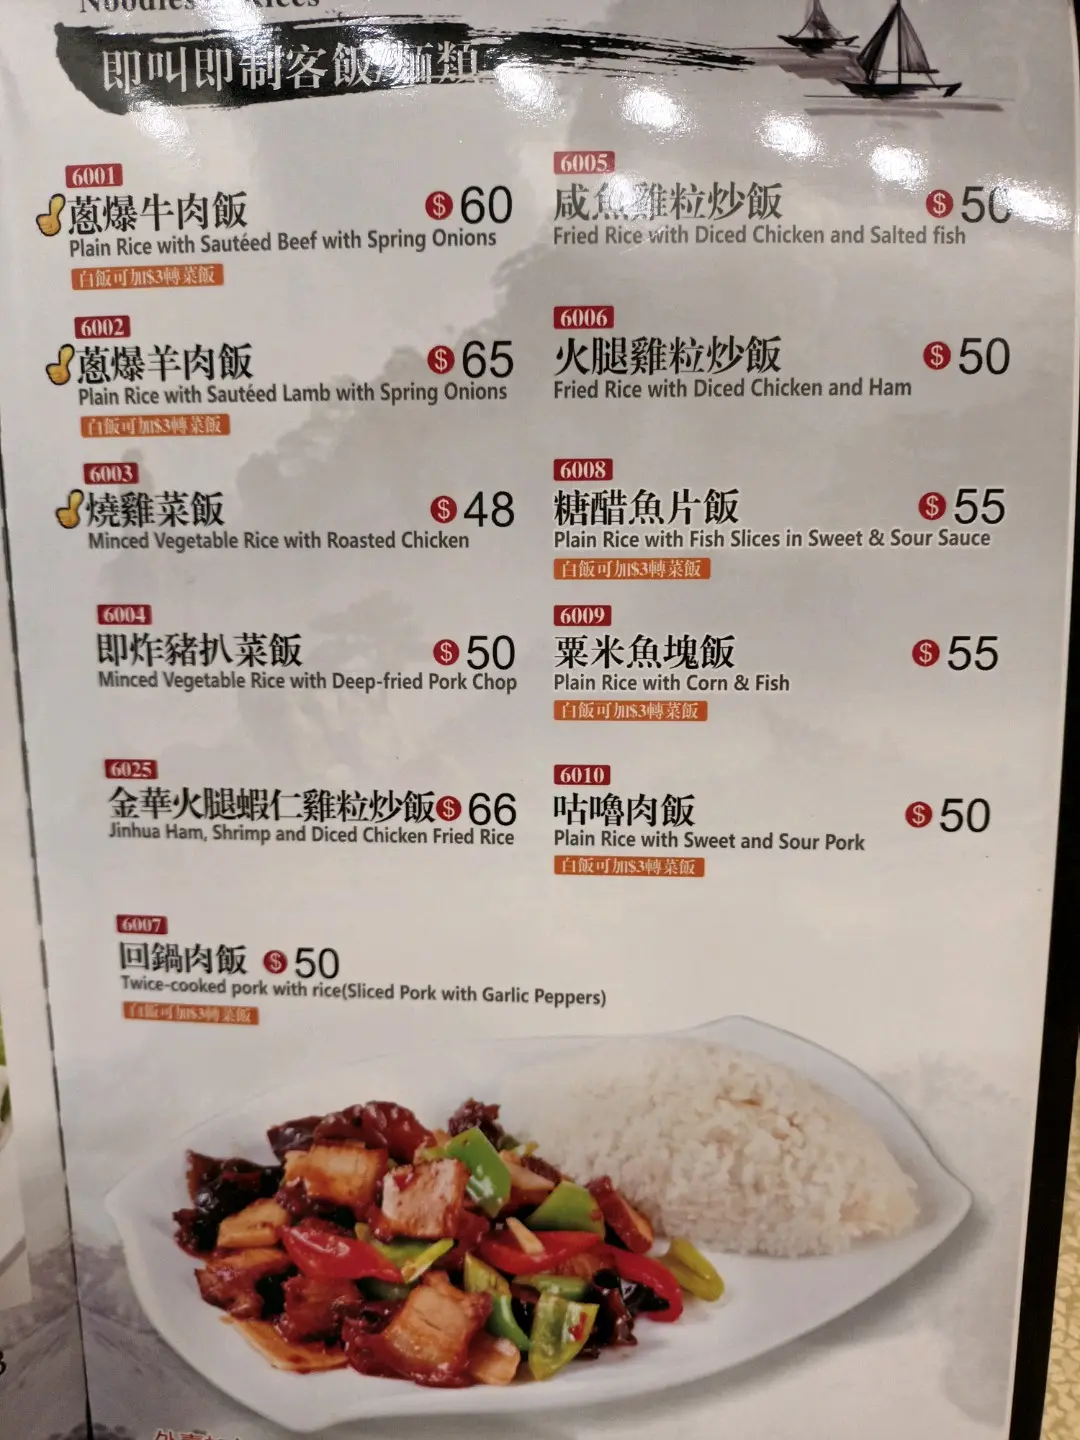 Noodles Rices
即叫即制客飯/麵類
6001
蔥爆牛肉飯 $60
Plain Rice with Sautéed Beef with Spring Onions
白飯可加$3轉菜飯
6002
蔥爆羊肉飯 $65
Plain Rice with Sautéed Lamb with Spring Onions
白飯可加$3轉菜飯
6003
燒雞菜飯 $48
Minced Vegetable Rice with Roasted Chicken
6004
即炸豬扒菜飯 $50
Minced Vegetable Rice with Deep-fried Pork Chop
6025
金華火腿蝦仁雞粒炒飯 $66
Jinhua Ham, Shrimp and Diced Chicken Fried Rice
6007
回鍋肉飯 $50
Twice-cooked pork with rice(Sliced Pork with Garlic Peppers)
白飯可加$3轉菜飯
6005
咸魚雞粒炒飯 $50
Fried Rice with Diced Chicken and Salted fish
6006
火腿雞粒炒飯 $50
Fried Rice with Diced Chicken and Ham
6008
糖醋魚片飯 $55
Plain Rice with Fish Slices in Sweet & Sour Sauce
白飯可加$3轉菜飯
6009
粟米魚塊飯 $55
Plain Rice with Corn & Fish
白飯可加$3轉菜飯
6010
咕嚕肉飯 $50
Plain Rice with Sweet and Sour Pork
白飯可加$3轉菜飯